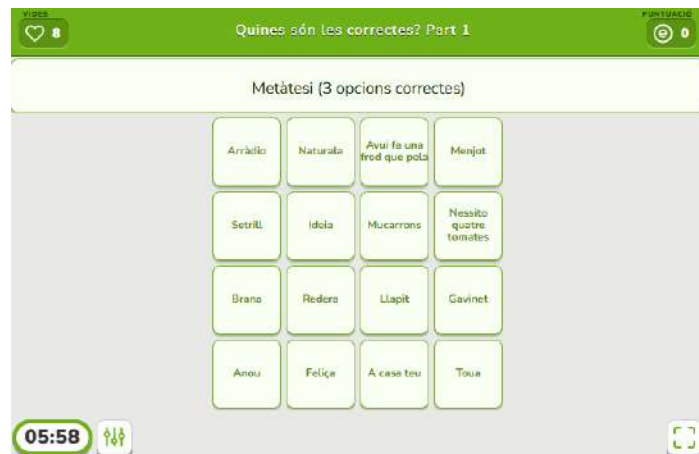 VIDES
8
Quines són les correctes? Part 1
PUNTUACIÓ
0
Metàtesi (3 opcions correctes)
Arràdio
Naturala
Avui fa una
frod que pela
Menjot
Setrill
Ideia
Mucarrons
Nessito
quatre
tomates
Brana
Redera
Llapit
Gavinet
Anou
Feliça
A casa teu
Toua
05:58